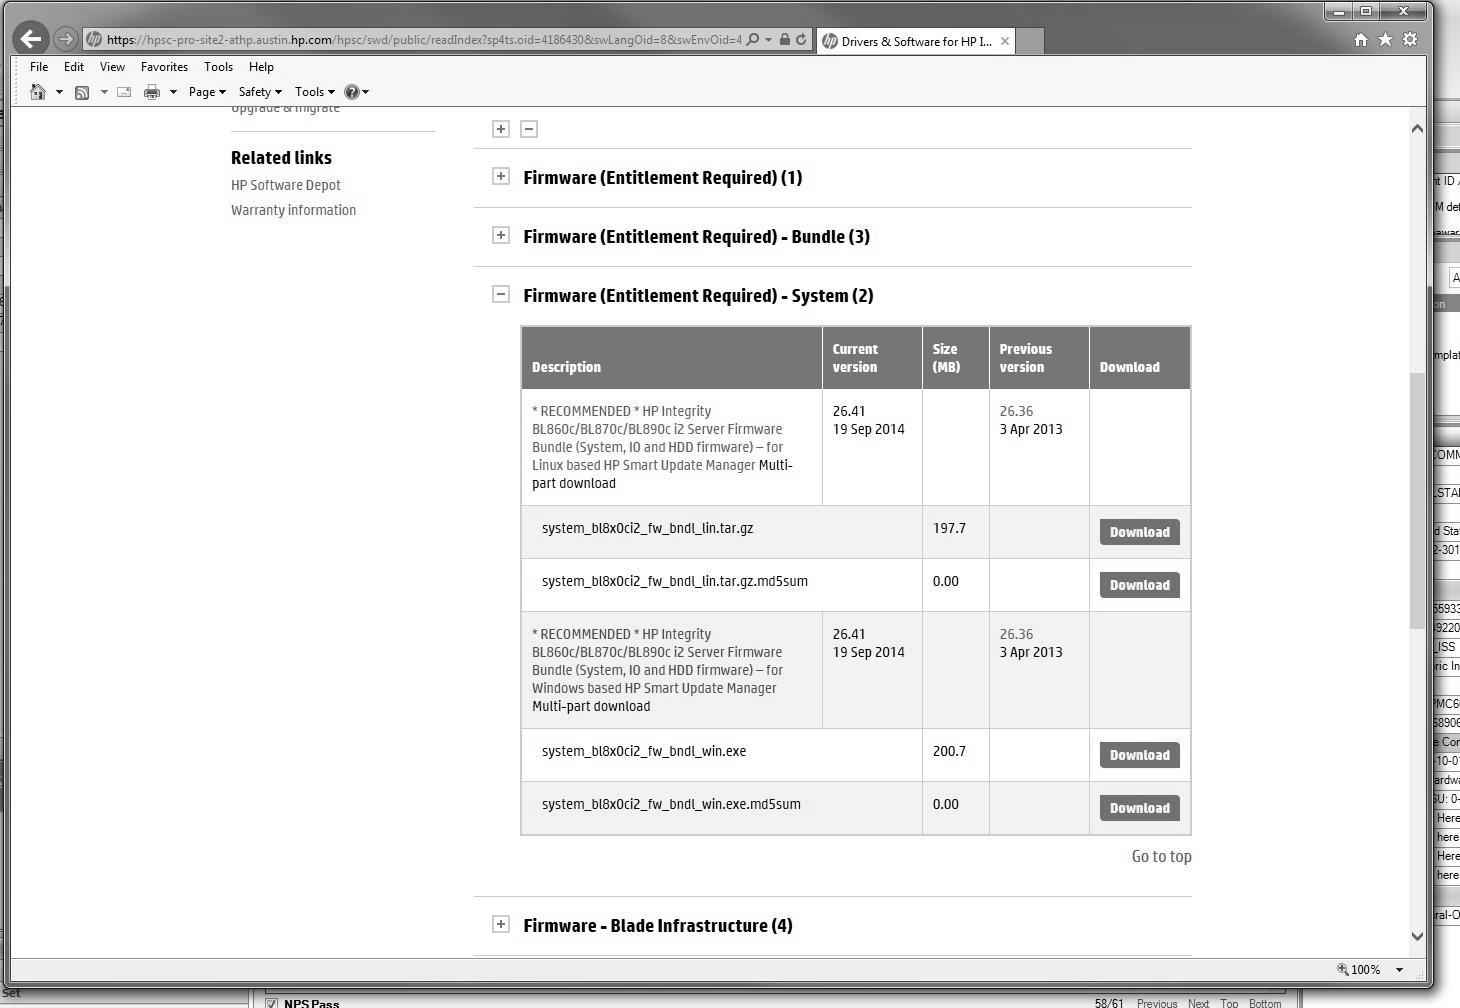 https://hpsc-pro-site2-athp.austin.hp.com/hpsc/swd/public/readIndex?sp4ts.oid=4186430&swLangOid=8&swEnvOid=4
Drivers & Software for HP I...
File Edit View Favorites Tools Help
Page Safety Tools
Upgrade & migrate
Related links
HP Software Depot
Warranty information
Firmware (Entitlement Required) (1)
Firmware (Entitlement Required) - Bundle (3)
Firmware (Entitlement Required) - System (2)
Description Current version Size (MB) Previous version Download
* RECOMMENDED * HP Integrity 26.41 26.36
BL860c/BL870c/BL890c i2 Server Firmware 19 Sep 2014 3 Apr 2013
Bundle (System, IO and HDD firmware) – for
Linux based HP Smart Update Manager Multi-
part download
system_bl8x0ci2_fw_bndl_lin.tar.gz 197.7 Download
system_bl8x0ci2_fw_bndl_lin.tar.gz.md5sum 0.00 Download
* RECOMMENDED * HP Integrity 26.41 26.36
BL860c/BL870c/BL890c i2 Server Firmware 19 Sep 2014 3 Apr 2013
Bundle (System, IO and HDD firmware) – for
Windows based HP Smart Update Manager
Multi-part download
system_bl8x0ci2_fw_bndl_win.exe 200.7 Download
system_bl8x0ci2_fw_bndl_win.exe.md5sum 0.00 Download
Go to top
Firmware - Blade Infrastructure (4)
100%
Set
NPS Pass 58/61 Previous Next Top Bottom